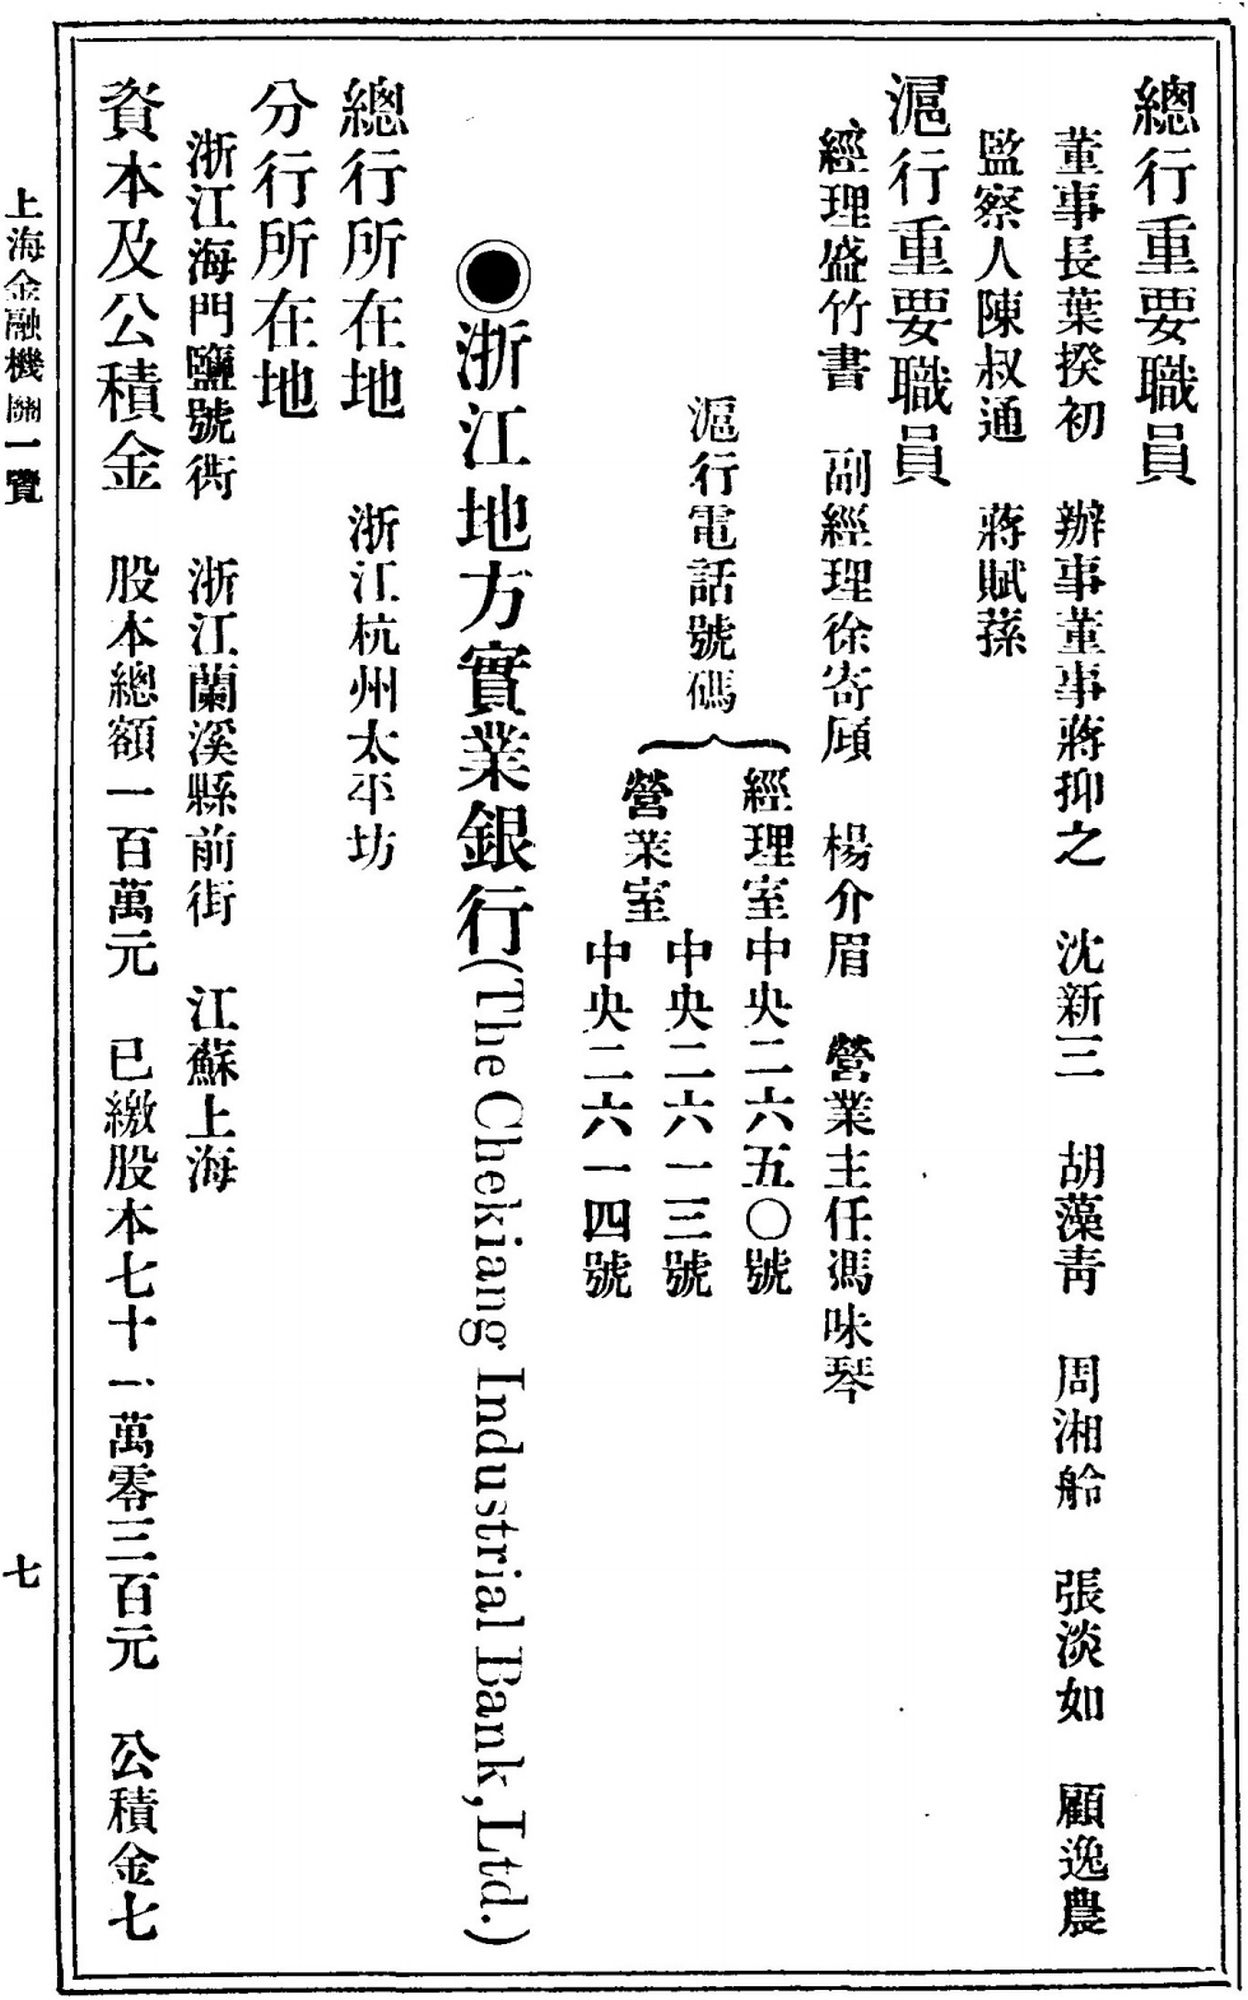 總行重要職員
董事長葉揆初　辦事董事蔣抑之　沈新三　胡藻靑　周湘舲　張淡如　顧逸農
監察人陳叔通　蔣賦蓀
滬行重要職員
經理盛竹書　副經理徐寄廎　楊介眉　營業主任馮味琴
滬行電話號碼
經理室中央二六五〇號
營業室
中央二六一三號
中央二六一四號
◉浙江地方實業銀行(The Chekiang Industrial Bank, Ltd.)
總行所在地　浙江杭州太平坊
分行所在地
浙江海門鹽號衖　浙江蘭溪縣前街　江蘇上海
資本及公積金　股本總額一百萬元　已繳股本七十一萬零三百元　公積金七
上海金融機關一覽
七